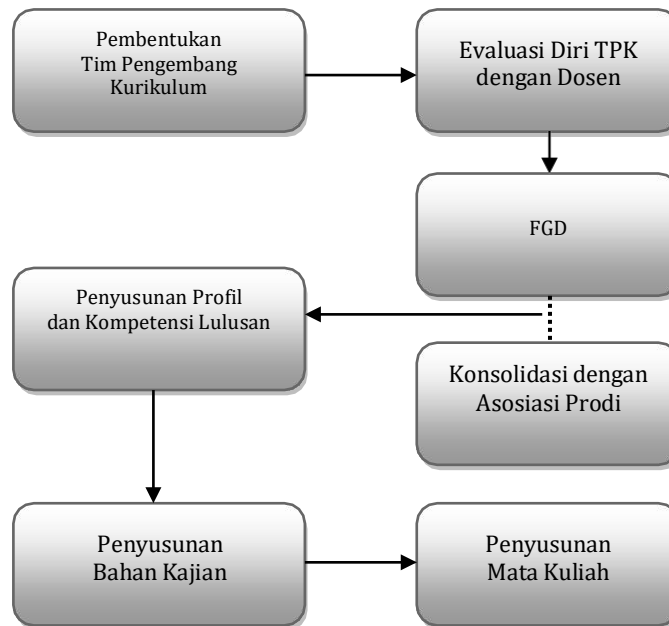 Pembentukan
Tim Pengembang
Kurikulum
Evaluasi Diri TPK
dengan Dosen
FGD
Penyusunan Profil
dan Kompetensi Lulusan
Konsolidasi dengan
Asosiasi Prodi
Penyusunan
Bahan Kajian
Penyusunan
Mata Kuliah